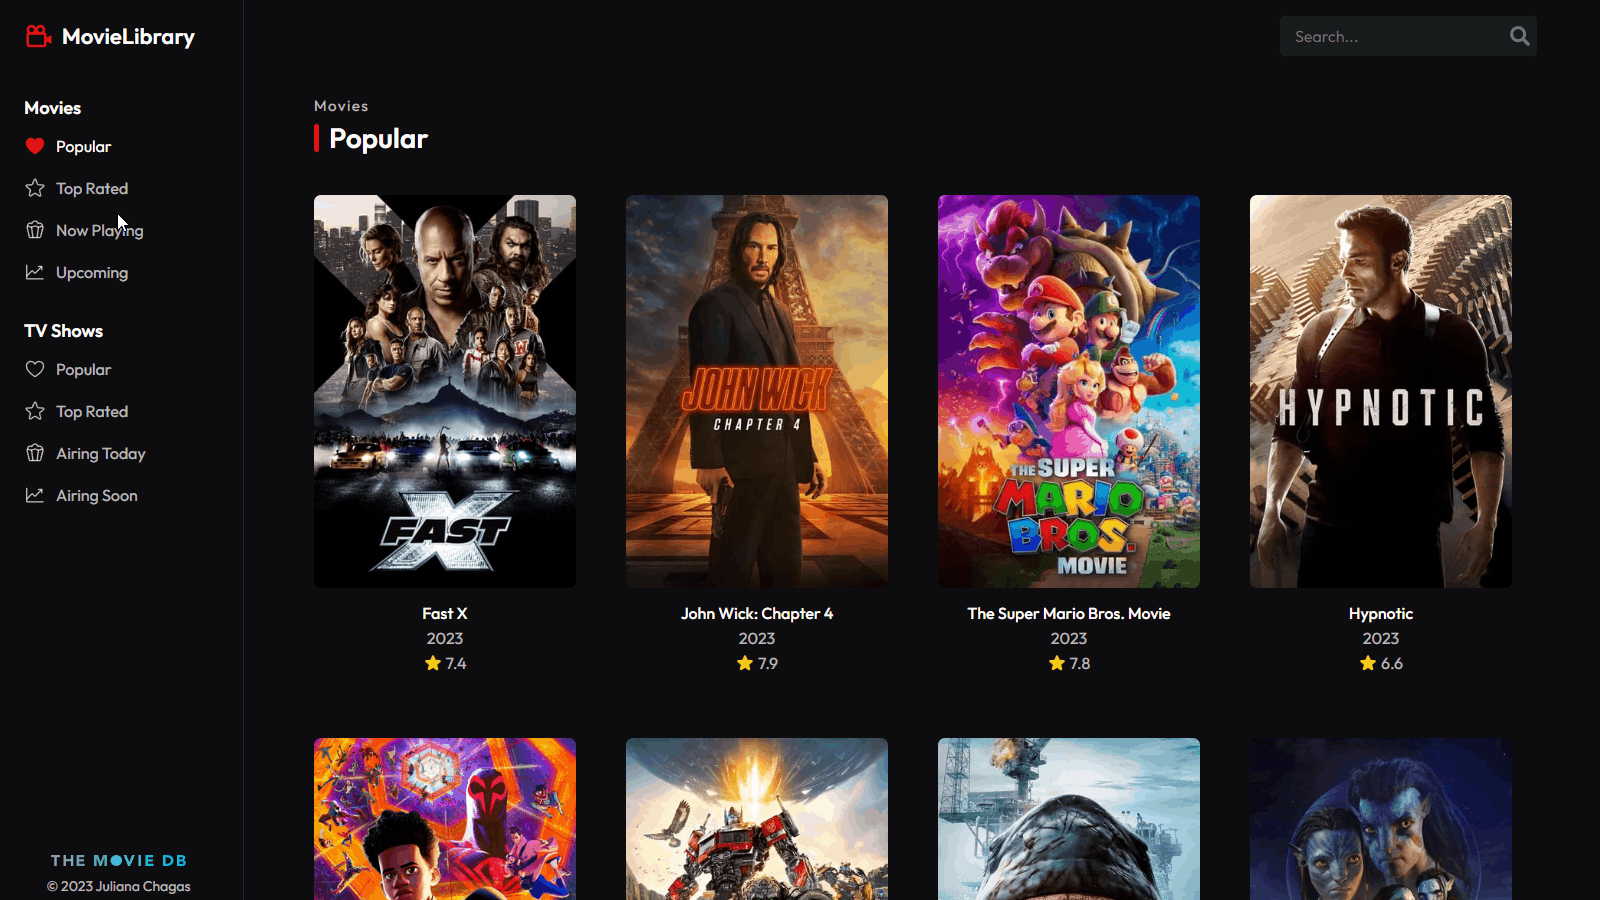 MovieLibrary
Search...
Movies
Popular
Top Rated
Now Playing
Upcoming
TV Shows
Popular
Top Rated
Airing Today
Airing Soon
THE MOVIE DB
© 2023 Juliana Chagas
Movies
Popular
FAST X
JOHN WICK
CHAPTER 4
THE SUPER
MARIO
BROS.
MOVIE
HYPNOTIC
Fast X
2023
7.4
John Wick: Chapter 4
2023
7.9
The Super Mario Bros. Movie
2023
7.8
Hypnotic
2023
6.6